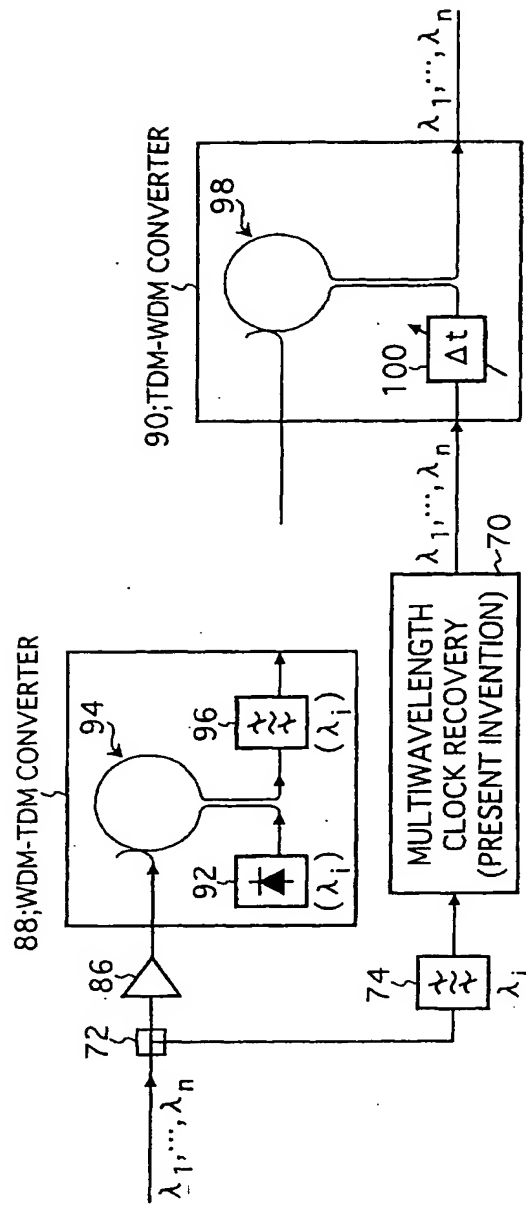 90;TDM-WDM CONVERTER
98
λ1,···,λn
100
Δt
88;WDM-TDM CONVERTER
94
96
(λi)
92
(λi)
λ1,···,λn
86
72
λ1,···,λn
74
λi
MULTIWAVELENGTH
CLOCK RECOVERY
(PRESENT INVENTION)
70